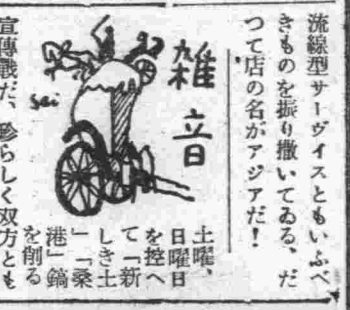 流線型サーヴイスともいふべ
きものを振り撒いてゐる、だ
つて店の名がアジアだ!
雑音
sei
土曜、
日曜日
を控へ
て「新
しき土
」「桑
港」鎬
を削る
宣傳戰だ、珍らしく双方とも